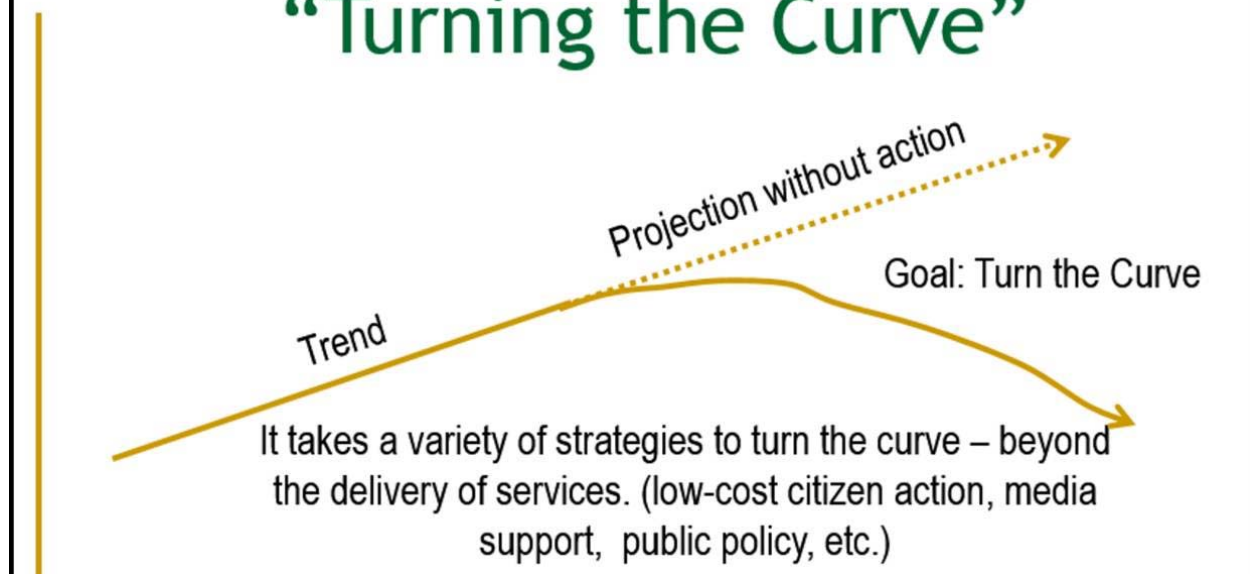 “Turning the Curve”
Projection without action
Goal: Turn the Curve
Trend
It takes a variety of strategies to turn the curve – beyond
the delivery of services. (low-cost citizen action, media
support,  public policy, etc.)